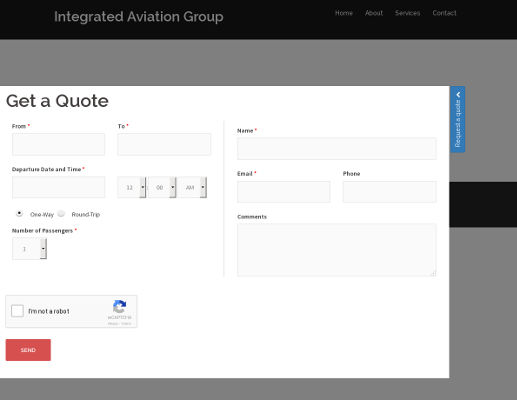 Integrated Aviation Group
Home About Services Contact
Get a Quote
Request a quote
From *
To *
Departure Date and Time *
12 : 00 AM
One-Way Round-Trip
Number of Passengers *
1
Name *
Email *
Phone
Comments
I'm not a robot
reCAPTCHA
Privacy - Terms
SEND